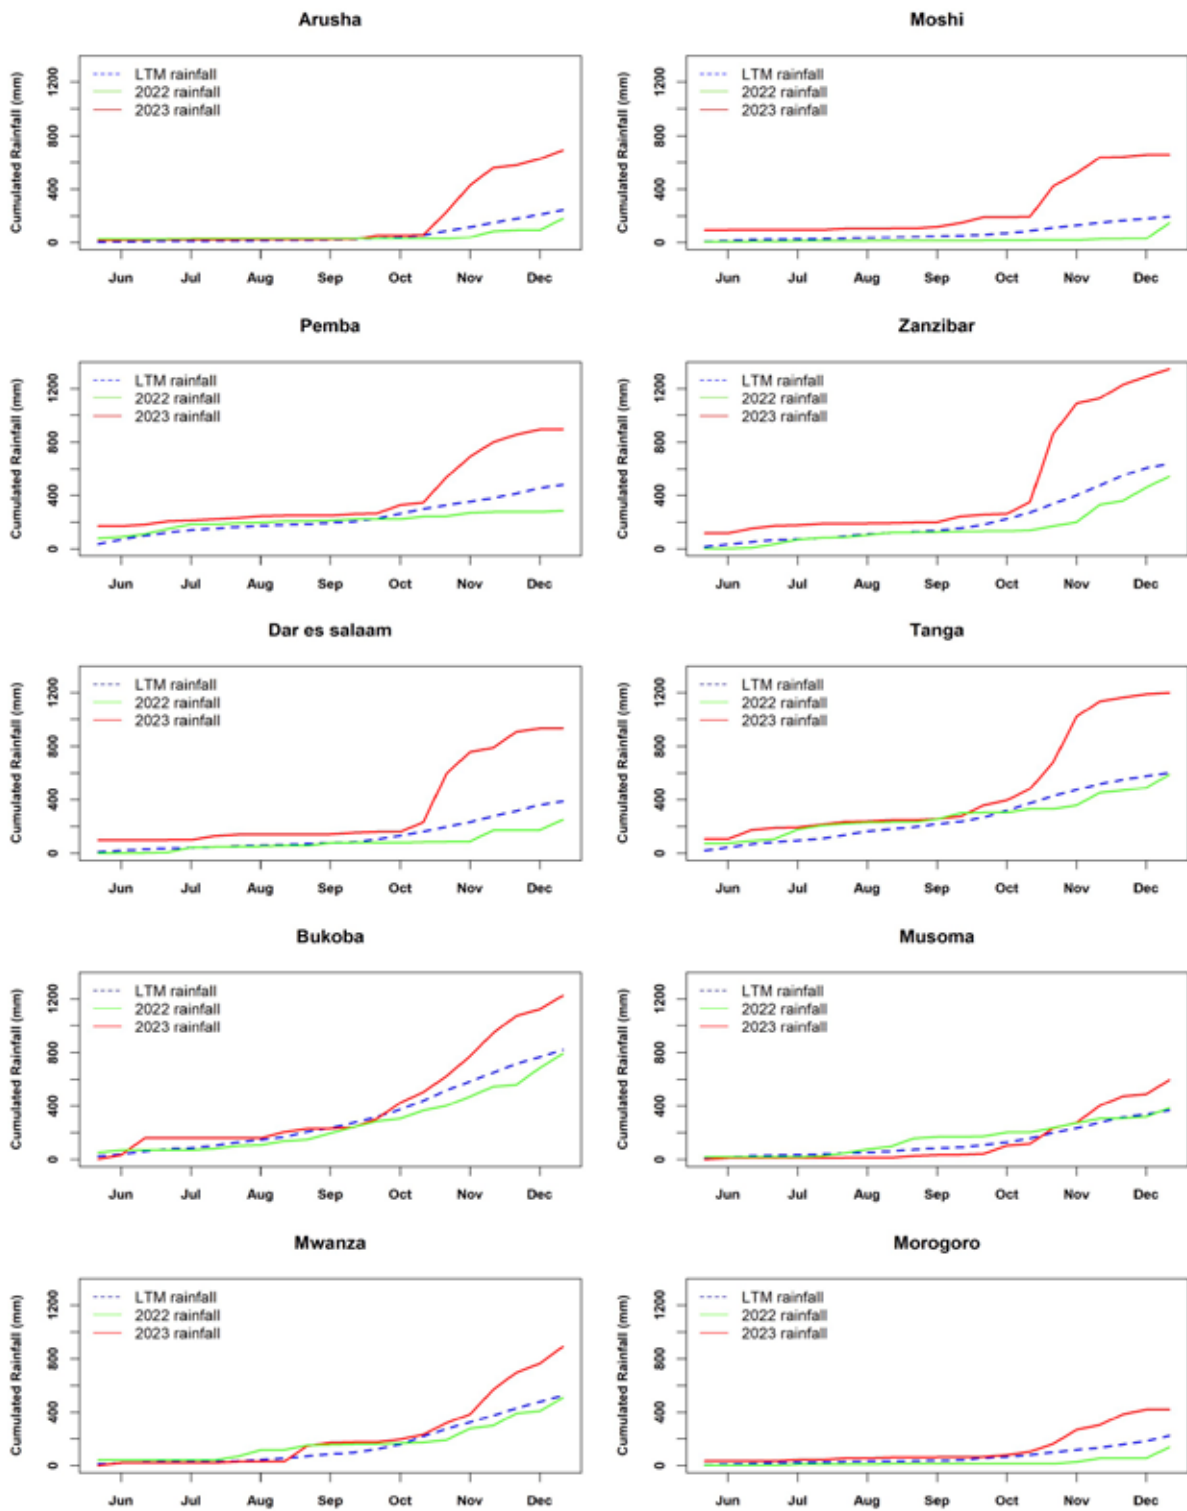 Arusha
Cumulated Rainfall (mm)
0 400 800 1200
LTM rainfall
2022 rainfall
2023 rainfall
Jun Jul Aug Sep Oct Nov Dec
Moshi
Cumulated Rainfall (mm)
0 400 800 1200
LTM rainfall
2022 rainfall
2023 rainfall
Jun Jul Aug Sep Oct Nov Dec
Pemba
Cumulated Rainfall (mm)
0 400 800 1200
LTM rainfall
2022 rainfall
2023 rainfall
Jun Jul Aug Sep Oct Nov Dec
Zanzibar
Cumulated Rainfall (mm)
0 400 800 1200
LTM rainfall
2022 rainfall
2023 rainfall
Jun Jul Aug Sep Oct Nov Dec
Dar es salaam
Cumulated Rainfall (mm)
0 400 800 1200
LTM rainfall
2022 rainfall
2023 rainfall
Jun Jul Aug Sep Oct Nov Dec
Tanga
Cumulated Rainfall (mm)
0 400 800 1200
LTM rainfall
2022 rainfall
2023 rainfall
Jun Jul Aug Sep Oct Nov Dec
Bukoba
Cumulated Rainfall (mm)
0 400 800 1200
LTM rainfall
2022 rainfall
2023 rainfall
Jun Jul Aug Sep Oct Nov Dec
Musoma
Cumulated Rainfall (mm)
0 400 800 1200
LTM rainfall
2022 rainfall
2023 rainfall
Jun Jul Aug Sep Oct Nov Dec
Mwanza
Cumulated Rainfall (mm)
0 400 800 1200
LTM rainfall
2022 rainfall
2023 rainfall
Jun Jul Aug Sep Oct Nov Dec
Morogoro
Cumulated Rainfall (mm)
0 400 800 1200
LTM rainfall
2022 rainfall
2023 rainfall
Jun Jul Aug Sep Oct Nov Dec